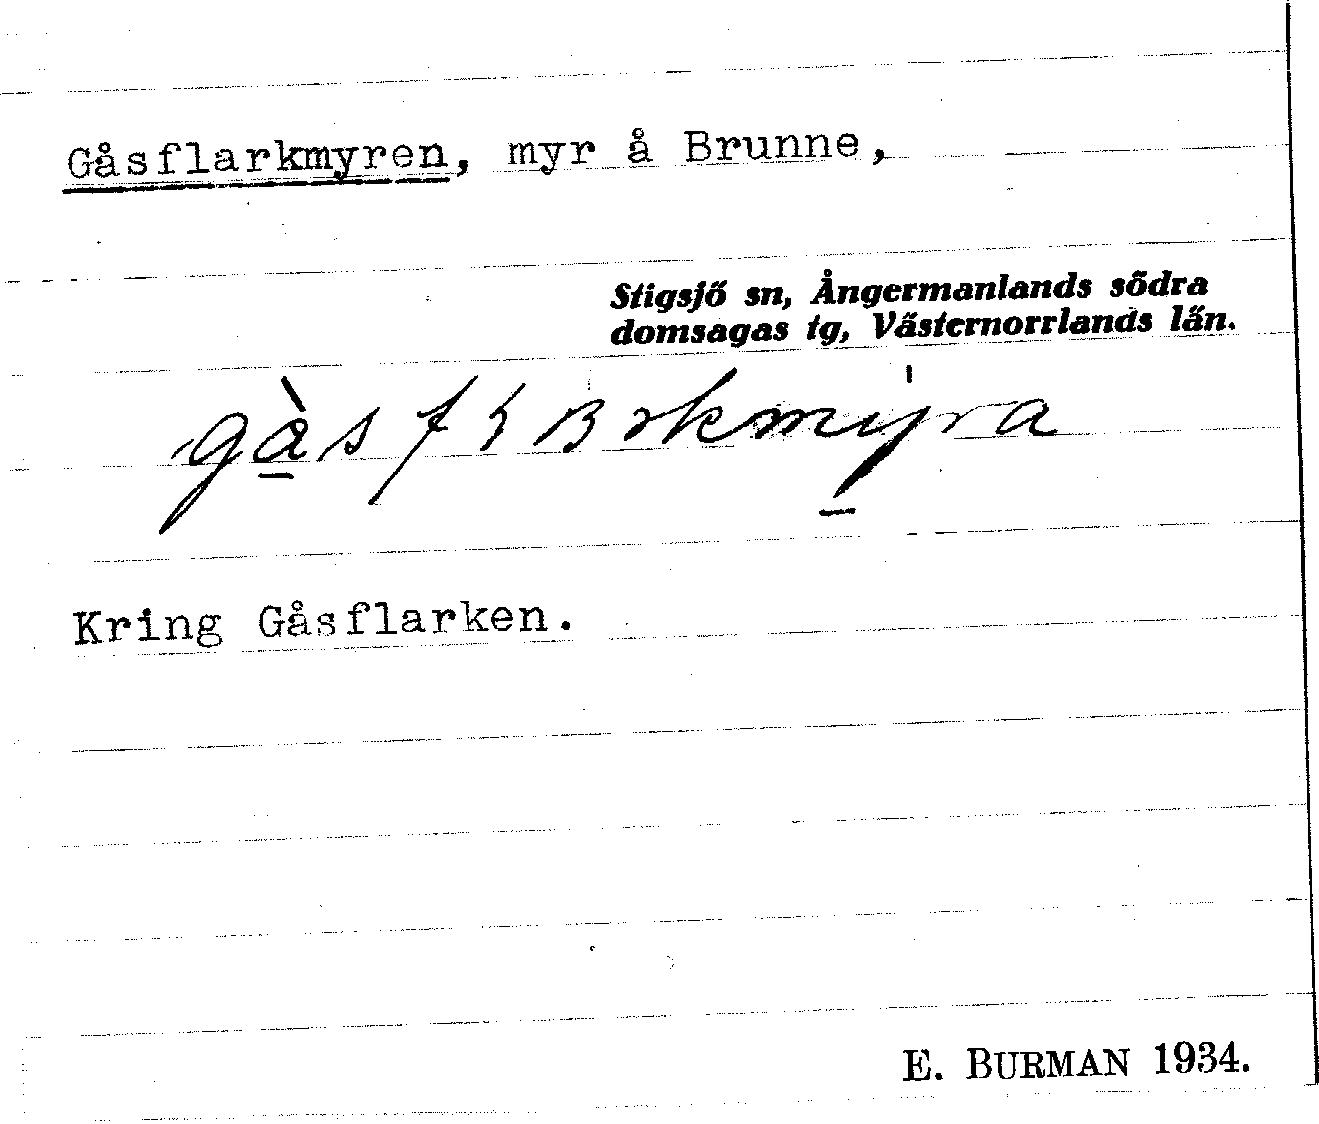 Gåsflarkmyren, myr å Brunne,
Stigsjö sn, Ångermanlands södra
domsagas tg, Västernorrlands län.
Kring Gåsflarken.
E. BURMAN 1934.